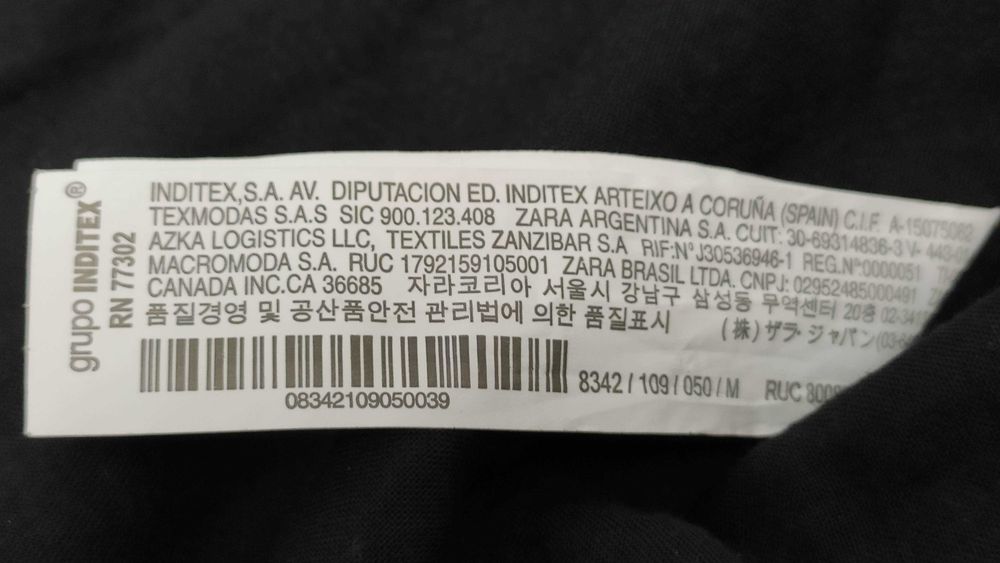 grupo INDITEX®
RN 77302
INDITEX,S.A. AV. DIPUTACION ED. INDITEX ARTEIXO A CORUÑA (SPAIN) C.I.F. A-15075062
TEXMODAS S.A.S SIC 900.123.408 ZARA ARGENTINA S.A. CUIT: 30-69314836-3 V-
AZKA LOGISTICS LLC, TEXTILES ZANZIBAR S.A RIF:Nº J30536946-1 REG.Nº:0000051
MACROMODA S.A. RUC 1792159105001 ZARA BRASIL LTDA. CNPJ: 02952485000491
CANADA INC.CA 36685 자라코리아 서울시 강남구 삼성동 무역센터 20층
품질경영 및 공산품안전 관리법에 의한 품질표시 (株) ザラ・ジャパン
08342109050039
8342 / 109 / 050 / M RUC